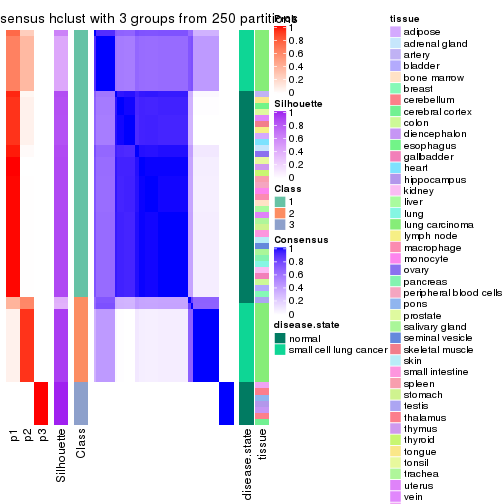 sensus hclust with 3 groups from 250 partitions
Prob
1
0.8
0.6
0.4
0.2
0
Silhouette
1
0.8
0.6
0.4
0.2
0
Class
1
2
3
Consensus
1
0.8
0.6
0.4
0.2
0
disease.state
normal
small cell lung cancer
tissue
adipose
adrenal gland
artery
bladder
bone marrow
breast
cerebellum
cerebral cortex
colon
diencephalon
esophagus
gallbadder
heart
hippocampus
kidney
liver
lung
lung carcinoma
lymph node
macrophage
monocyte
ovary
pancreas
peripheral blood cells
pons
prostate
salivary gland
seminal vesicle
skeletal muscle
skin
small intestine
spleen
stomach
testis
thalamus
thymus
thyroid
tongue
tonsil
trachea
uterus
vein
p1
p2
p3
Silhouette
Class
disease.state
tissue